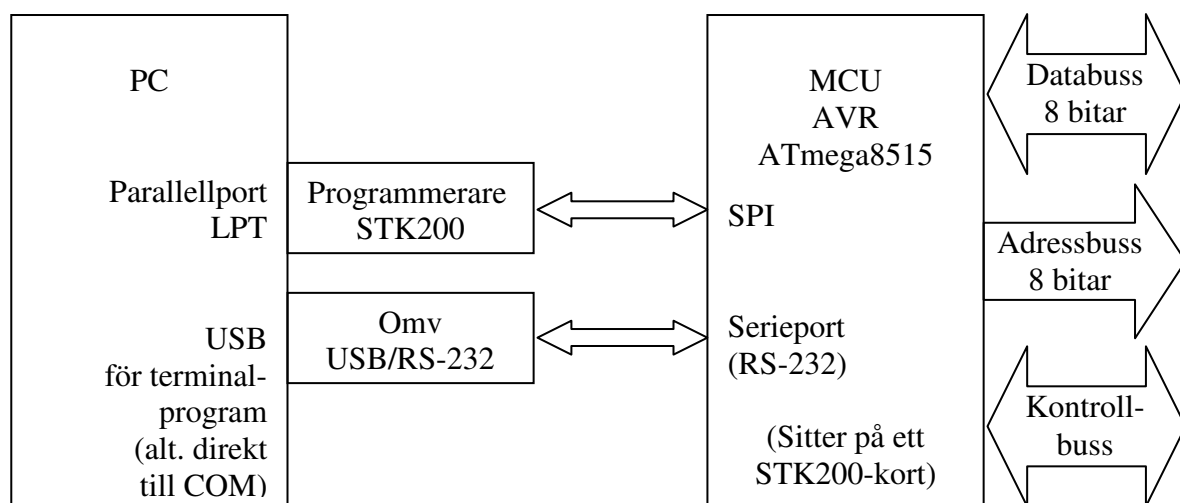 PC
Parallellport
LPT
Programmerare
STK200
USB
för terminal-
program
(alt. direkt
till COM)
Omv
USB/RS-232
MCU
AVR
ATmega8515
SPI
Serieport
(RS-232)
(Sitter på ett
STK200-kort)
Databuss
8 bitar
Adressbuss
8 bitar
Kontroll-
buss